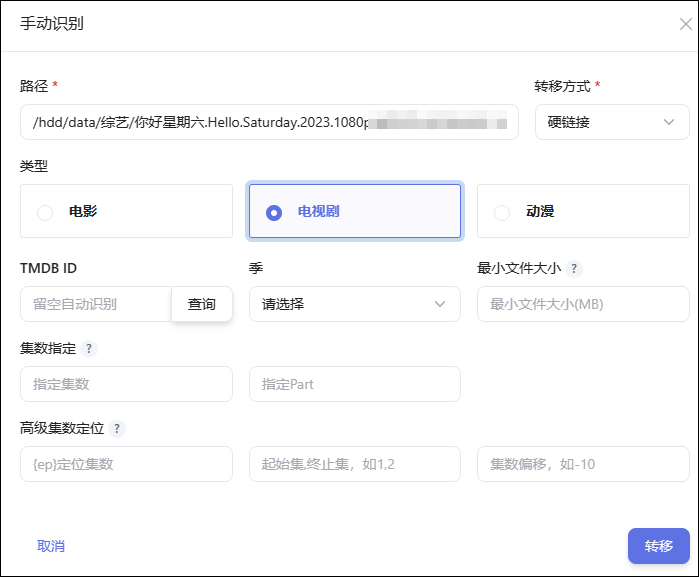 手动识别
路径 *
转移方式 *
/hdd/data/综艺/你好星期六.Hello.Saturday.2023.1080p
硬链接
类型
电影
电视剧
动漫
TMDB ID
季
最小文件大小 ?
留空自动识别
查询
请选择
最小文件大小(MB)
集数指定 ?
指定集数
指定Part
高级集数定位 ?
{ep}定位集数
起始集,终止集，如1,2
集数偏移，如-10
取消
转移